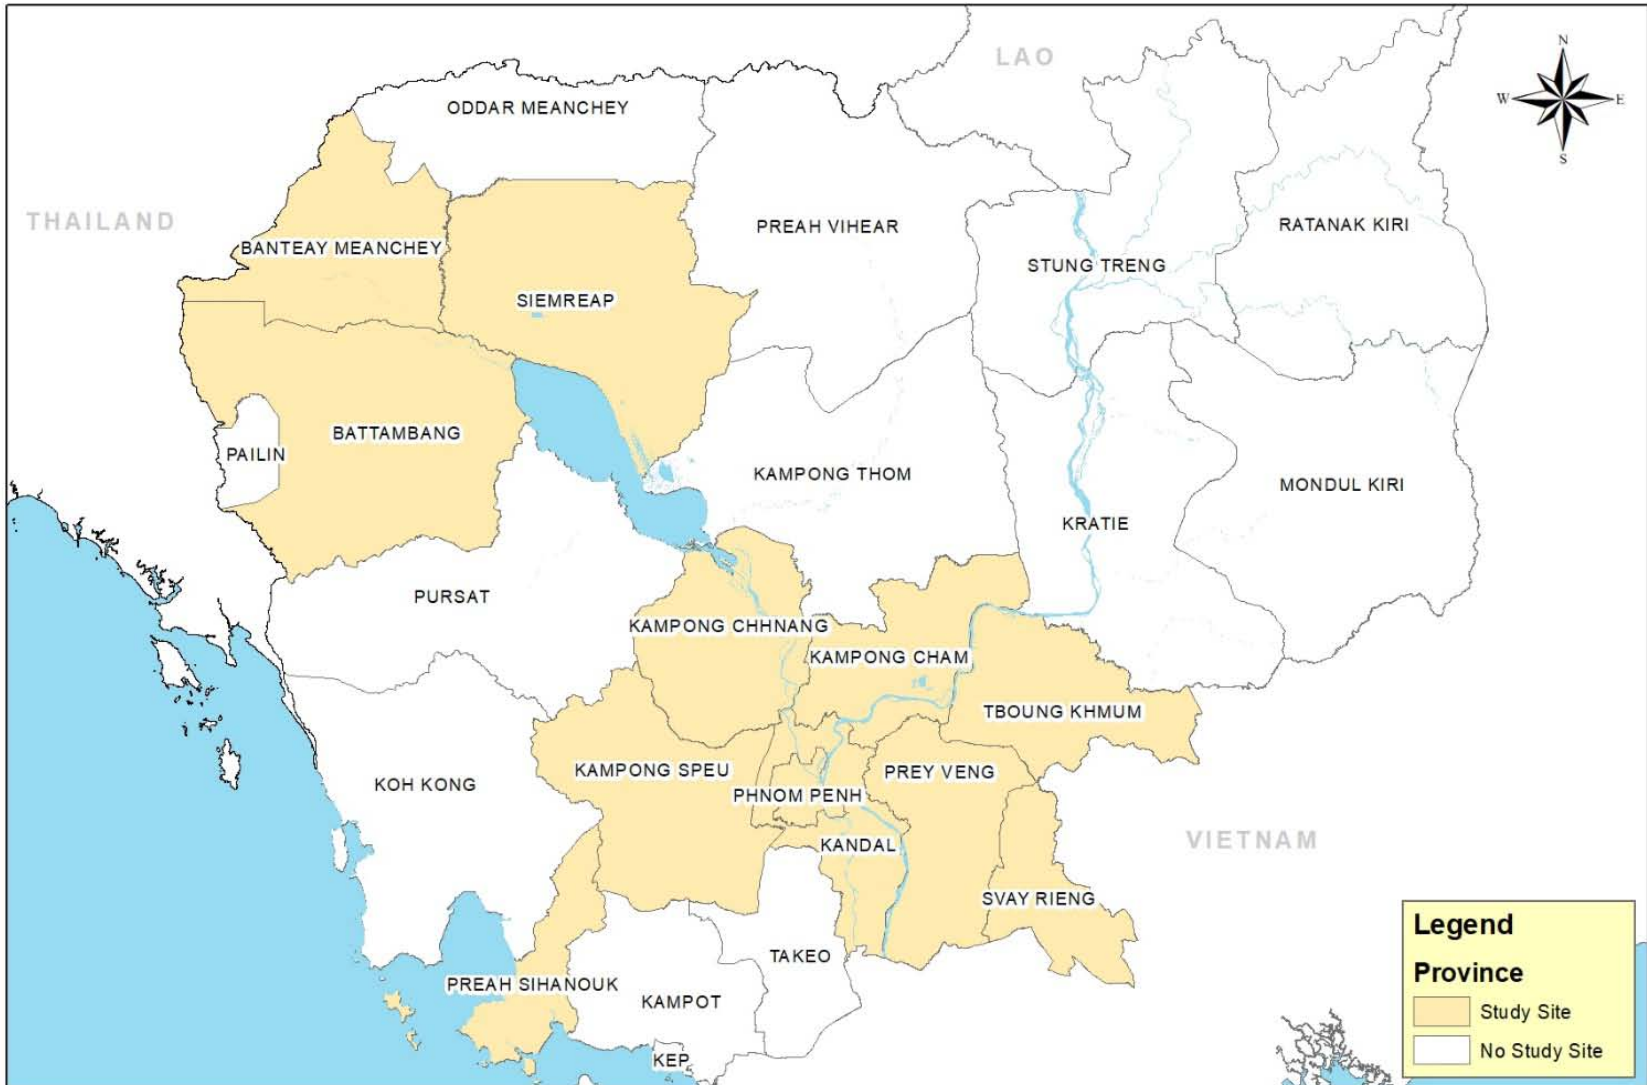 LAO
N
W
E
S
ODDAR MEANCHEY
THAILAND
PREAH VIHEAR
RATANAK KIRI
BANTEAY MEANCHEY
STUNG TRENG
SIEMREAP
BATTAMBANG
PAILIN
KAMPONG THOM
MONDUL KIRI
KRATIE
PURSAT
KAMPONG CHHNANG
KAMPONG CHAM
TBOUNG KHMUM
KAMPONG SPEU
PREY VENG
KOH KONG
PHNOM PENH
VIETNAM
KANDAL
SVAY RIENG
TAKEO
PREAH SIHANOUK
KAMPOT
KEP
Legend
Province
Study Site
No Study Site